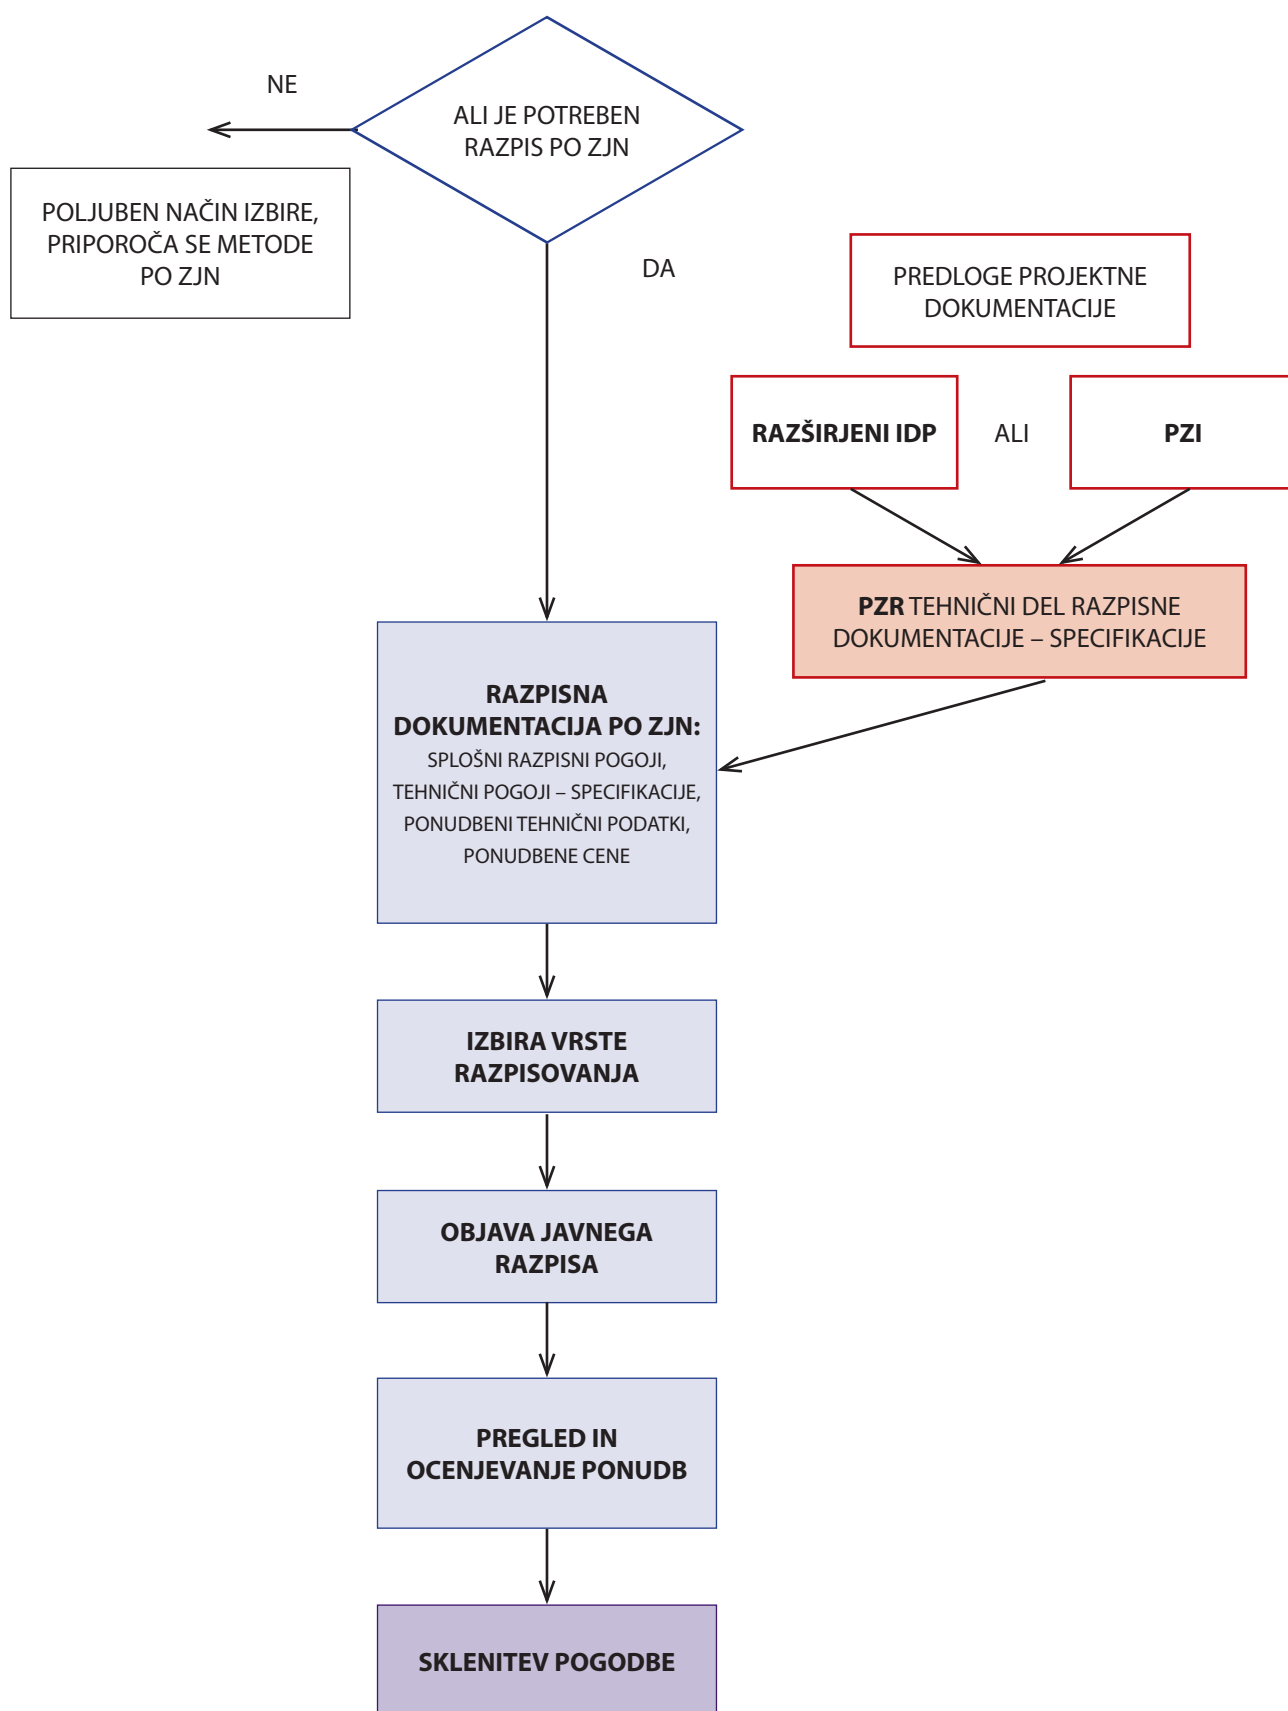 NE
ALI JE POTREBEN
RAZPIS PO ZJN
POLJUBEN NAČIN IZBIRE,
PRIPOROČA SE METODE
PO ZJN
DA
PREDLOGE PROJEKTNE
DOKUMENTACIJE
RAZŠIRJENI IDP
ALI
PZI
PZR TEHNIČNI DEL RAZPISNE
DOKUMENTACIJE – SPECIFIKACIJE
RAZPISNA
DOKUMENTACIJA PO ZJN:
SPLOŠNI RAZPISNI POGOJI,
TEHNIČNI POGOJI – SPECIFIKACIJE,
PONUDBENI TEHNIČNI PODATKI,
PONUDBENE CENE
IZBIRA VRSTE
RAZPISOVANJA
OBJAVA JAVNEGA
RAZPISA
PREGLED IN
OCENJEVANJE PONUDB
SKLENITEV POGODBE